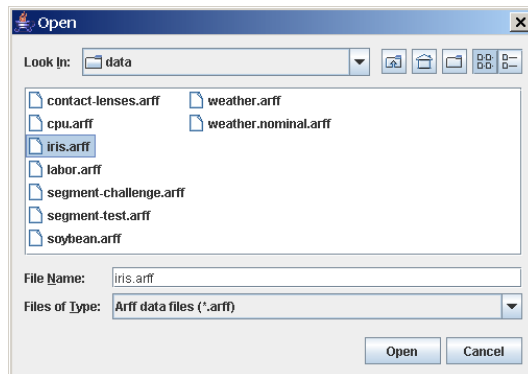 Open
Look In: data
contact-lenses.arff
cpu.arff
iris.arff
labor.arff
segment-challenge.arff
segment-test.arff
soybean.arff
weather.arff
weather.nominal.arff
File Name: iris.arff
Files of Type: Arff data files (*.arff)
Open Cancel